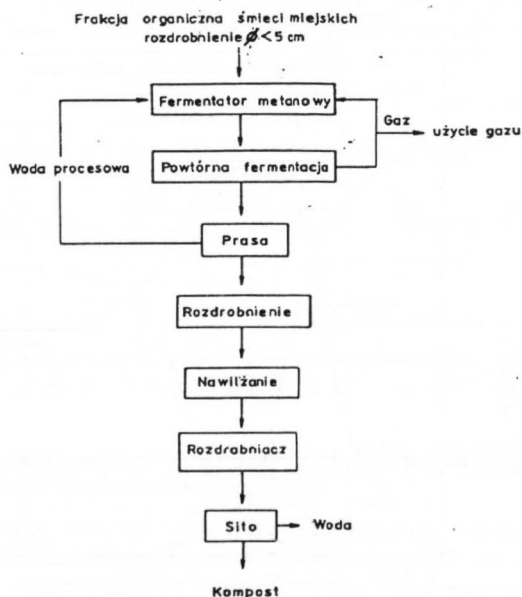 Frakcja organiczna śmieci miejskich
rozdrobnienie ø < 5 cm
Fermentator metanowy
Gaz
użycie gazu
Woda procesowa
Powtórna fermentacja
Prasa
Rozdrobnienie
Nawilżanie
Rozdrabniacz
Sito
Woda
Kompost